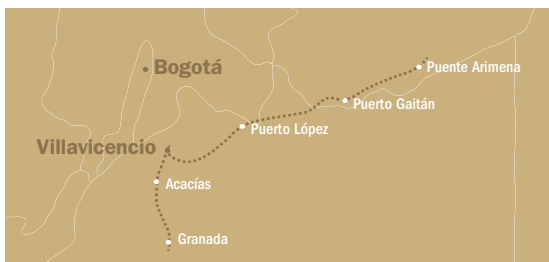 Bogotá
Puente Arimena
Puerto Gaitán
Puerto López
Villavicencio
Acacías
Granada